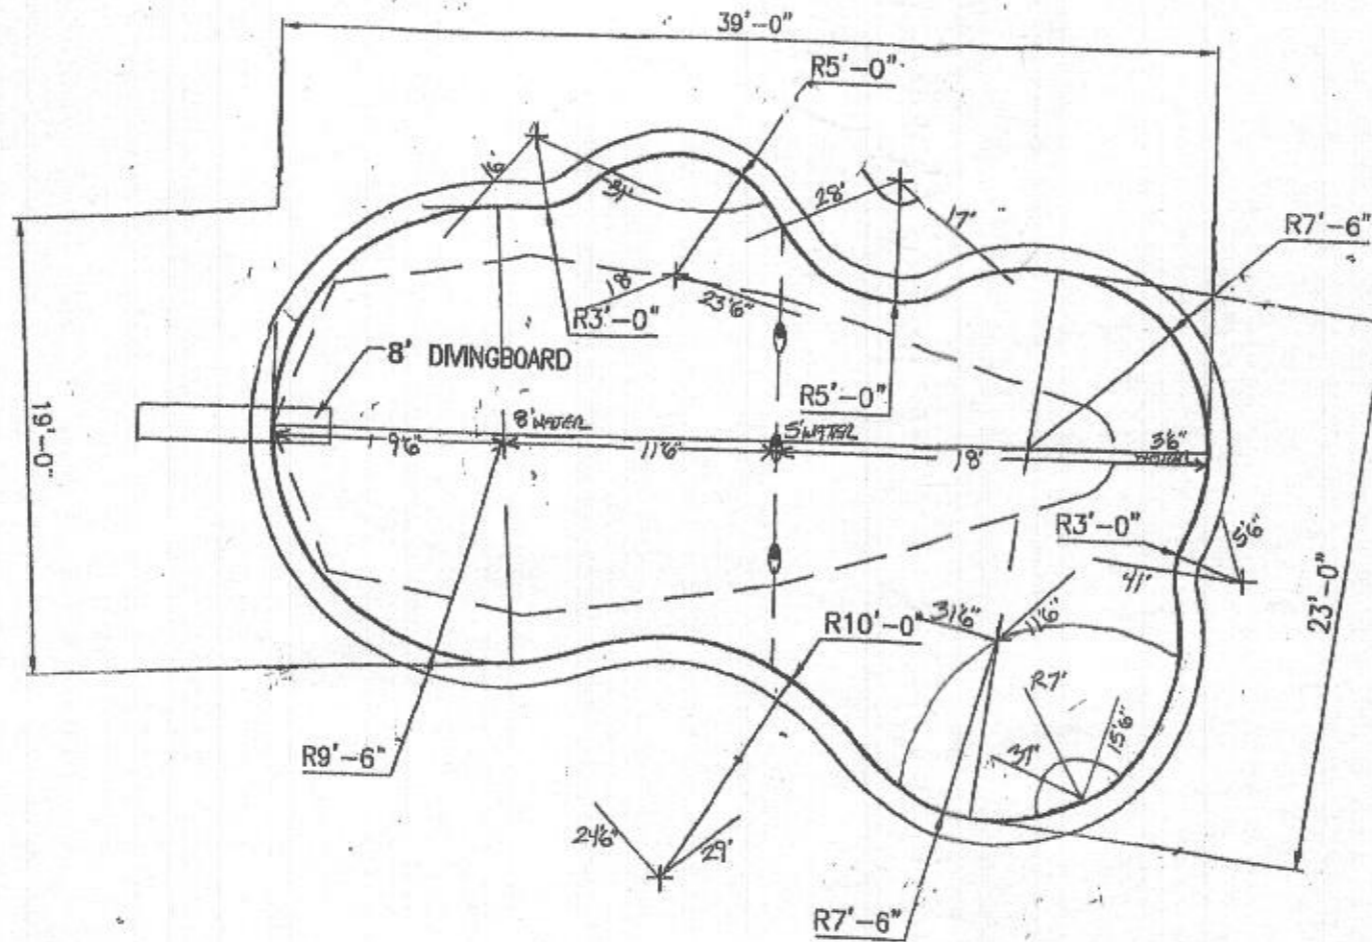 39'-0"
R5'-0"
16'
31'
28'
17'
R7'-6"
18'
R3'-0"
23'6"
8' DIVINGBOARD
R5'-0"
19'-0"
8' WATER
5' WATER
3'6"
WATER
9'6"
11'6"
18'
R3'-0"
5'6"
41'
23'-0"
31'6"
11'6"
R10'-0"
R7'
15'6"
R9'-6"
24'6"
29'
R7'-6"